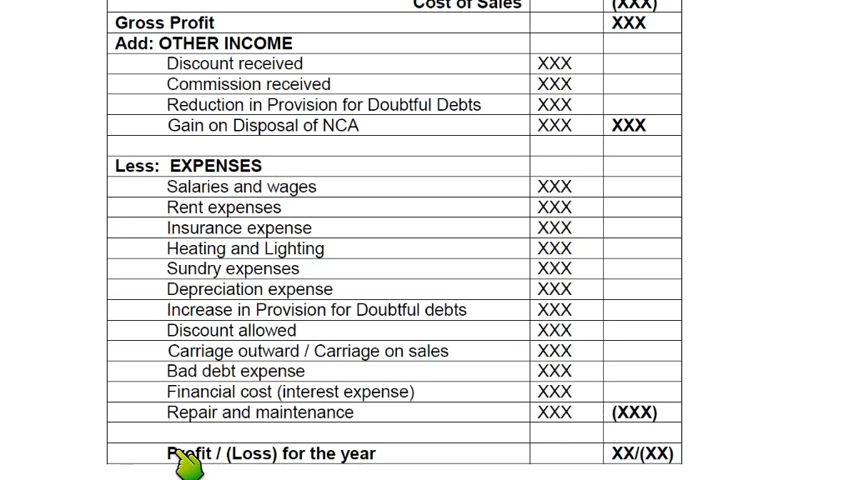 Cost of Sales (XXX)
Gross Profit XXX
Add: OTHER INCOME
Discount received XXX
Commission received XXX
Reduction in Provision for Doubtful Debts XXX
Gain on Disposal of NCA XXX XXX
Less: EXPENSES
Salaries and wages XXX
Rent expenses XXX
Insurance expense XXX
Heating and Lighting XXX
Sundry expenses XXX
Depreciation expense XXX
Increase in Provision for Doubtful debts XXX
Discount allowed XXX
Carriage outward / Carriage on sales XXX
Bad debt expense XXX
Financial cost (interest expense) XXX
Repair and maintenance XXX (XXX)
Profit / (Loss) for the year XX/(XX)